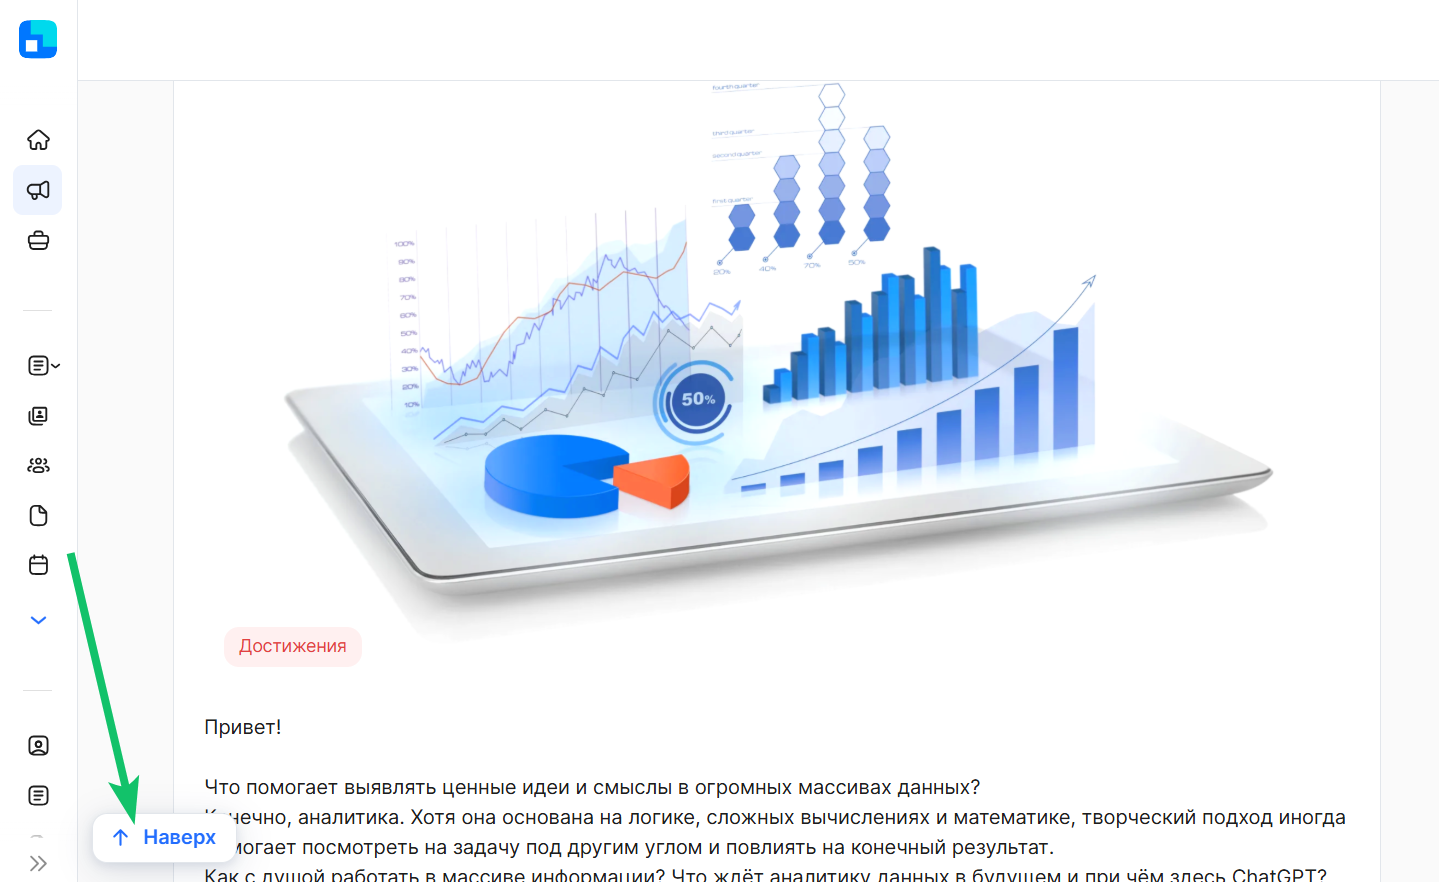 fourth quarter
third quarter
second quarter
first quarter
20%
40%
70%
50%
100%
90%
80%
70%
60%
50%
40%
30%
20%
10%
50%
Достижения
Привет!
Что помогает выявлять ценные идеи и смыслы в огромных массивах данных?
Конечно, аналитика. Хотя она основана на логике, сложных вычислениях и математике, творческий подход иногда
могает посмотреть на задачу под другим углом и повлиять на конечный результат.
Наверх
Как с душой работать в массиве информации? Что ждёт аналитику данных в будущем и при чём здесь ChatGPT?